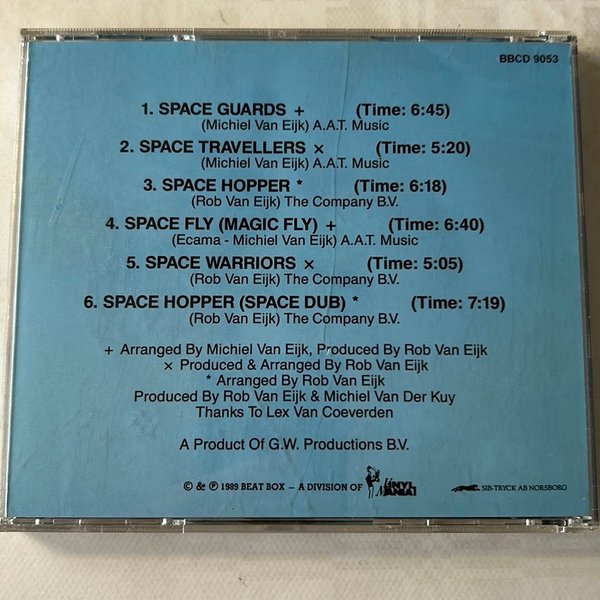 BBCD 9053
1. SPACE GUARDS + (Time: 6:45)
(Michiel Van Eijk) A.A.T. Music
2. SPACE TRAVELLERS × (Time: 5:20)
(Michiel Van Eijk) A.A.T. Music
3. SPACE HOPPER * (Time: 6:18)
(Rob Van Eijk) The Company B.V.
4. SPACE FLY (MAGIC FLY) + (Time: 6:40)
(Ecama - Michiel Van Eijk) A.A.T. Music
5. SPACE WARRIORS × (Time: 5:05)
(Rob Van Eijk) The Company B.V.
6. SPACE HOPPER (SPACE DUB) * (Time: 7:19)
(Rob Van Eijk) The Company B.V.
+ Arranged By Michiel Van Eijk, Produced By Rob Van Eijk
× Produced & Arranged By Rob Van Eijk
* Arranged By Rob Van Eijk
Produced By Rob Van Eijk & Michiel Van Der Kuy
Thanks To Lex Van Coeverden
A Product Of G.W. Productions B.V.
© & ℗ 1989 BEAT BOX – A DIVISION OF VINYL MANIA! SIB-TRYCK AB NORSBORG